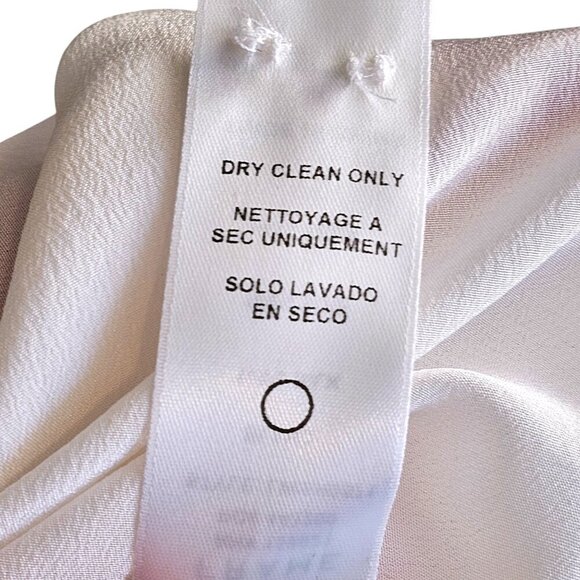 DRY CLEAN ONLY
NETTOYAGE A
SEC UNIQUEMENT
SOLO LAVADO
EN SECO